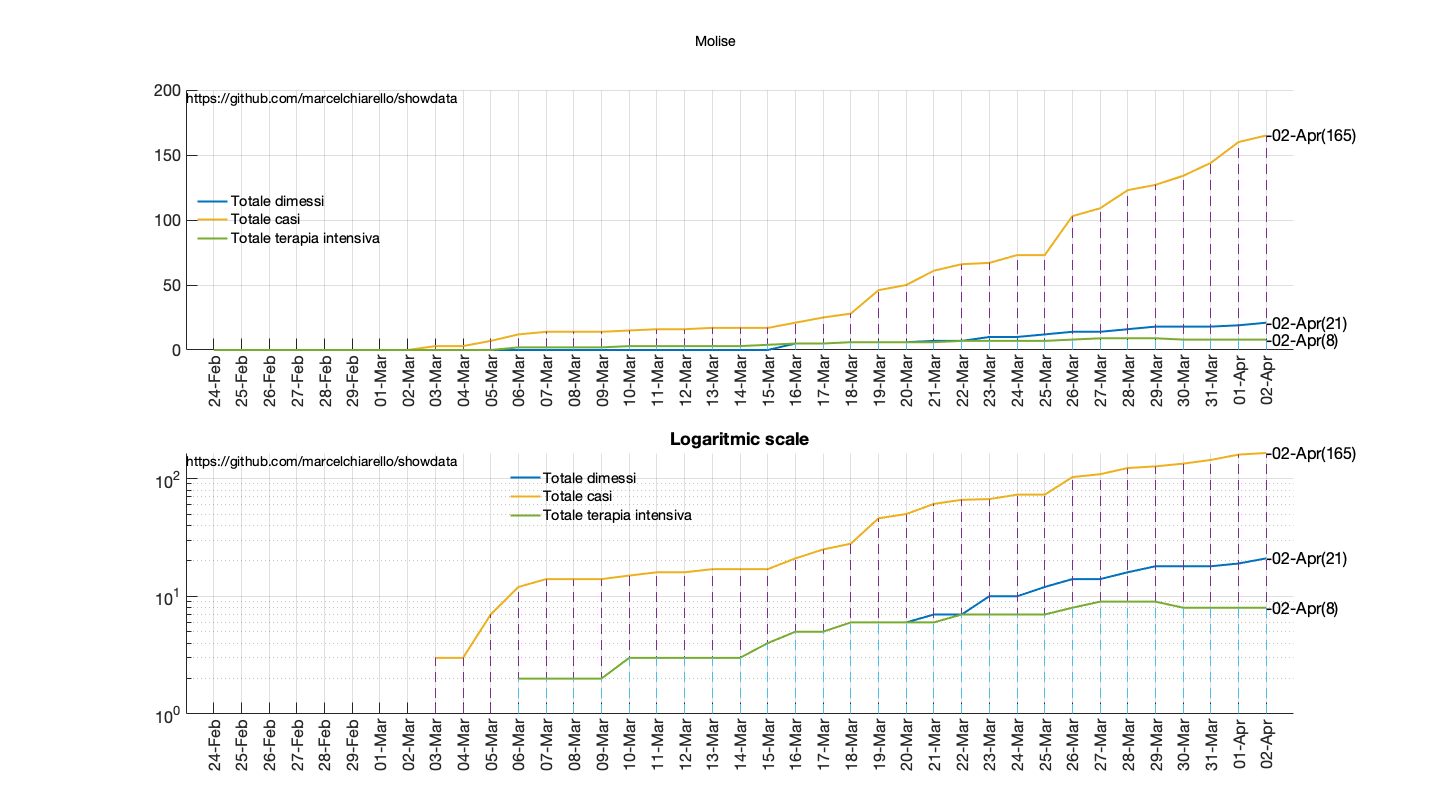 Molise
200
https://github.com/marcelchiarello/showdata
-02-Apr(165)
150
Totale dimessi
100
Totale casi
Totale terapia intensiva
50
-02-Apr(21)
-02-Apr(8)
0
24-Feb 25-Feb 26-Feb 27-Feb 28-Feb 29-Feb 01-Mar 02-Mar 03-Mar 04-Mar 05-Mar 06-Mar 07-Mar 08-Mar 09-Mar 10-Mar 11-Mar 12-Mar 13-Mar 14-Mar 15-Mar 16-Mar 17-Mar 18-Mar 19-Mar 20-Mar 21-Mar 22-Mar 23-Mar 24-Mar 25-Mar 26-Mar 27-Mar 28-Mar 29-Mar 30-Mar 31-Mar 01-Apr 02-Apr
Logaritmic scale
https://github.com/marcelchiarello/showdata
-02-Apr(165)
10^2
Totale dimessi
Totale casi
Totale terapia intensiva
-02-Apr(21)
10^1
-02-Apr(8)
10^0
24-Feb 25-Feb 26-Feb 27-Feb 28-Feb 29-Feb 01-Mar 02-Mar 03-Mar 04-Mar 05-Mar 06-Mar 07-Mar 08-Mar 09-Mar 10-Mar 11-Mar 12-Mar 13-Mar 14-Mar 15-Mar 16-Mar 17-Mar 18-Mar 19-Mar 20-Mar 21-Mar 22-Mar 23-Mar 24-Mar 25-Mar 26-Mar 27-Mar 28-Mar 29-Mar 30-Mar 31-Mar 01-Apr 02-Apr